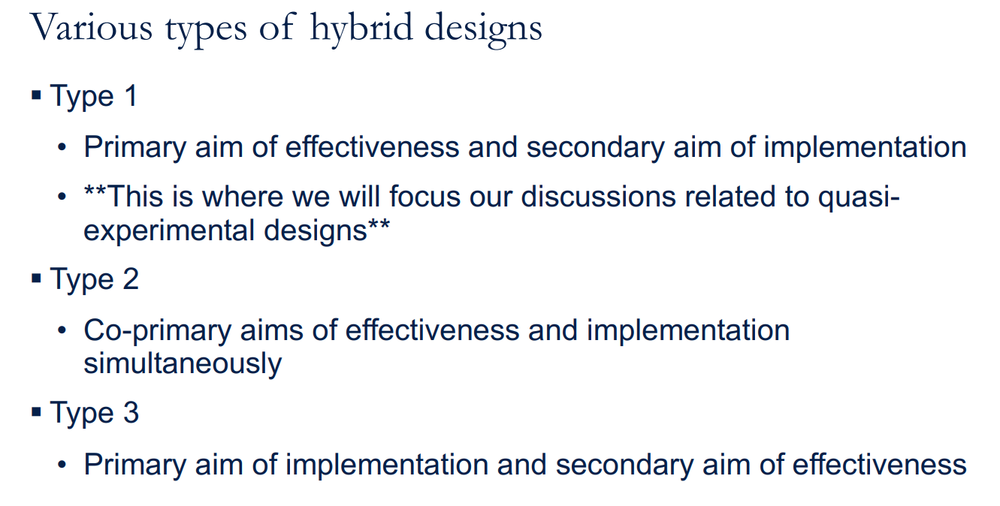 Various types of hybrid designs
▪ Type 1
• Primary aim of effectiveness and secondary aim of implementation
• **This is where we will focus our discussions related to quasi-
experimental designs**
▪ Type 2
• Co-primary aims of effectiveness and implementation
simultaneously
▪ Type 3
• Primary aim of implementation and secondary aim of effectiveness